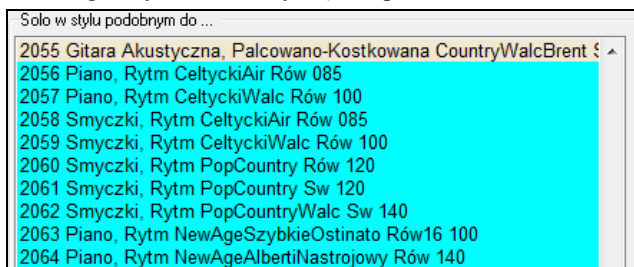 Solo w stylu podobnym do ...
2055 Gitara Akustyczna, Palcowano-Kostkowana CountryWalcBrent
2056 Piano, Rytm CeltyckiAir Rów 085
2057 Piano, Rytm CeltyckiWalc Rów 100
2058 Smyczki, Rytm CeltyckiAir Rów 085
2059 Smyczki, Rytm CeltyckiWalc Rów 100
2060 Smyczki, Rytm PopCountry Rów 120
2061 Smyczki, Rytm PopCountry Sw 120
2062 Smyczki, Rytm PopCountryWalc Sw 140
2063 Piano, Rytm NewAgeSzybkieOstinato Rów16 100
2064 Piano, Rytm NewAgeAlbertiNastrojowy Rów 140